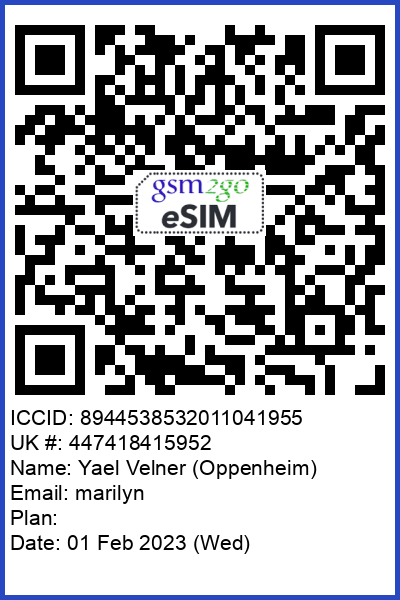 gsm2go
eSIM
ICCID: 8944538532011041955
UK #: 447418415952
Name: Yael Velner (Oppenheim)
Email: marilyn
Plan:
Date: 01 Feb 2023 (Wed)